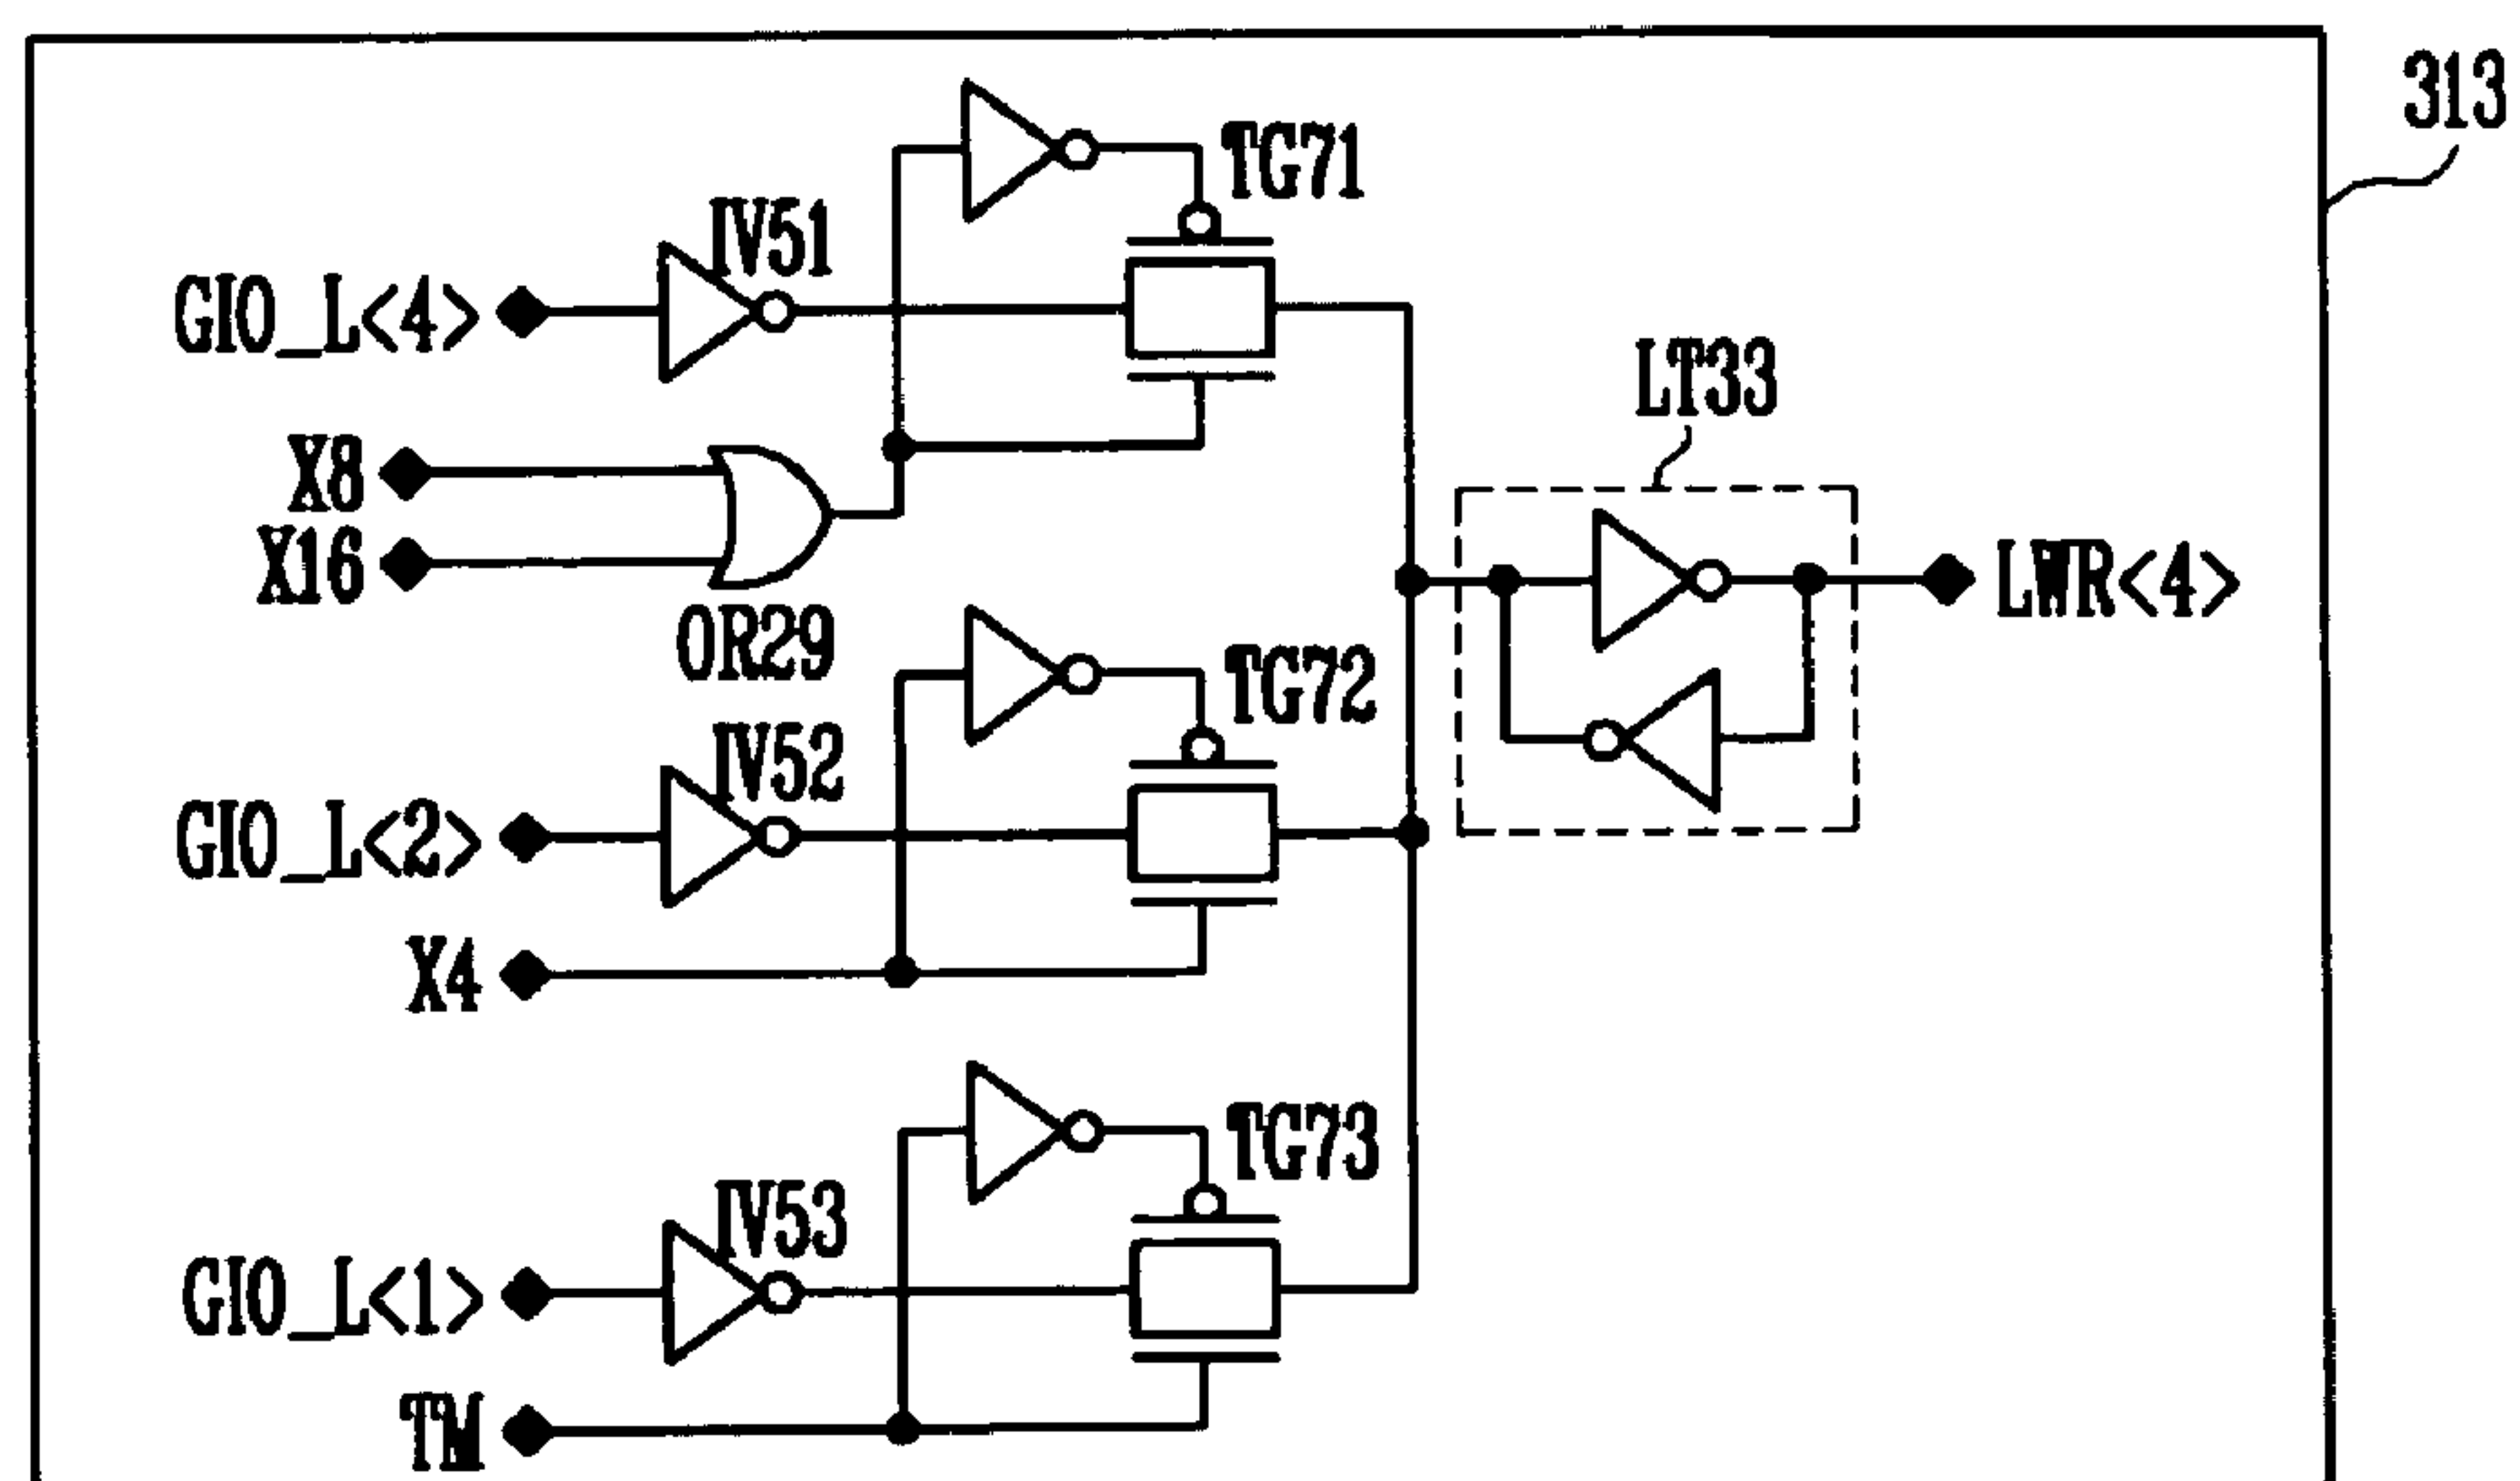 313
TG71
IV51
GIO_L<4>
X8
X16
OR29
LT33
LWR<4>
TG72
IV52
GIO_L<2>
X4
TG73
IV53
GIO_L<1>
TM